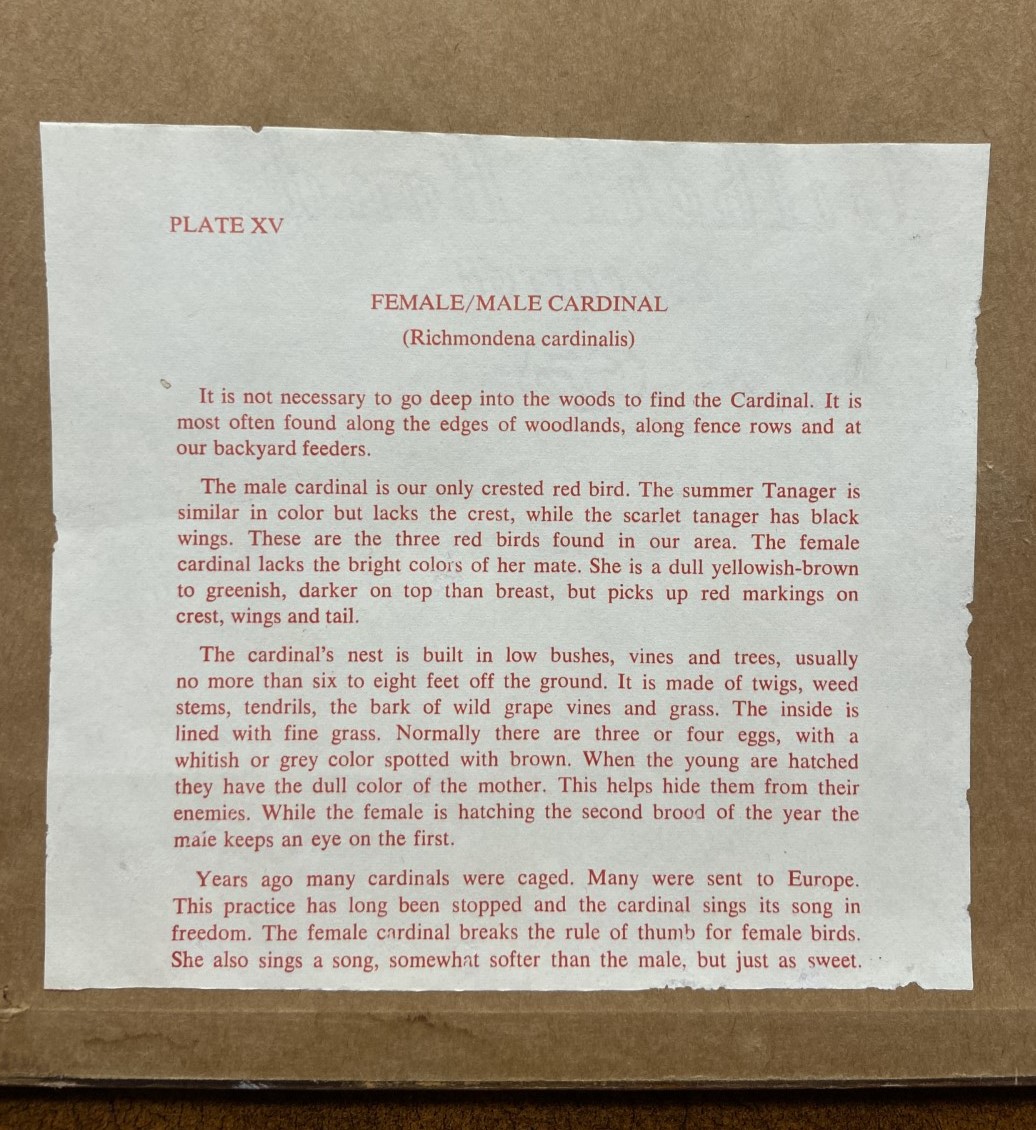 PLATE XV
FEMALE/MALE CARDINAL
(Richmondena cardinalis)
It is not necessary to go deep into the woods to find the Cardinal. It is
most often found along the edges of woodlands, along fence rows and at
our backyard feeders.
The male cardinal is our only crested red bird. The summer Tanager is
similar in color but lacks the crest, while the scarlet tanager has black
wings. These are the three red birds found in our area. The female
cardinal lacks the bright colors of her mate. She is a dull yellowish-brown
to greenish, darker on top than breast, but picks up red markings on
crest, wings and tail.
The cardinal's nest is built in low bushes, vines and trees, usually
no more than six to eight feet off the ground. It is made of twigs, weed
stems, tendrils, the bark of wild grape vines and grass. The inside is
lined with fine grass. Normally there are three or four eggs, with a
whitish or grey color spotted with brown. When the young are hatched
they have the dull color of the mother. This helps hide them from their
enemies. While the female is hatching the second brood of the year the
male keeps an eye on the first.
Years ago many cardinals were caged. Many were sent to Europe.
This practice has long been stopped and the cardinal sings its song in
freedom. The female cardinal breaks the rule of thumb for female birds.
She also sings a song, somewhat softer than the male, but just as sweet.